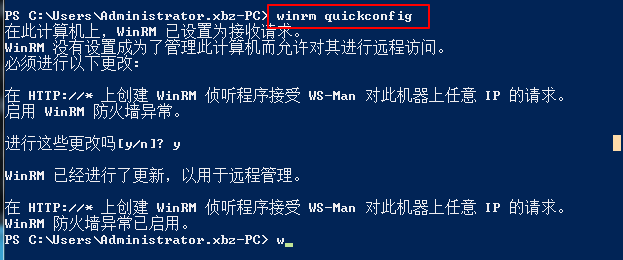 PS C:\Users\Administrator.xbz-PC> winrm quickconfig
在此计算机上，WinRM 已设置为接收请求。
WinRM 没有设置成为了管理此计算机而允许对其进行远程访问。
必须进行以下更改：
在 HTTP://* 上创建 WinRM 侦听程序接受 WS-Man 对此机器上任意 IP 的请求。
启用 WinRM 防火墙异常。
进行这些更改吗[y/n]? y
WinRM 已经进行了更新，以用于远程管理。
在 HTTP://* 上创建 WinRM 侦听程序接受 WS-Man 对此机器上任意 IP 的请求。
WinRM 防火墙异常已启用。
PS C:\Users\Administrator.xbz-PC> w